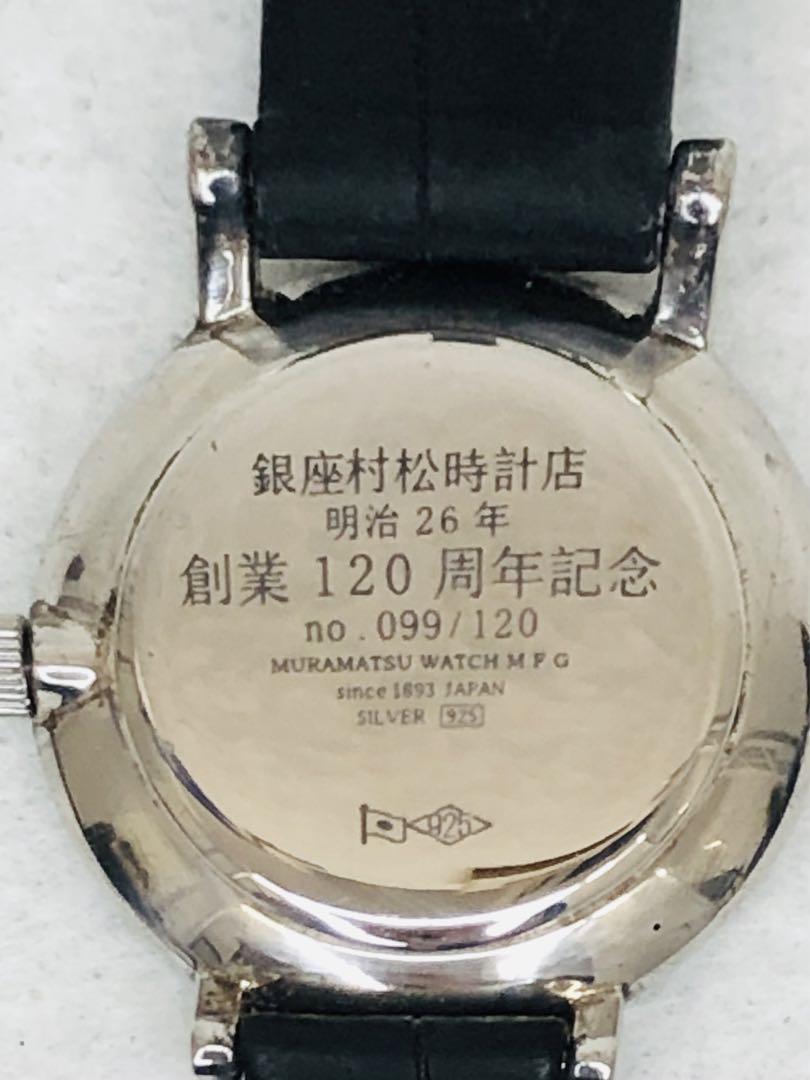 銀座村松時計店
明治 26 年
創業 120 周年記念
no.099/120
MURAMATSU WATCH M F G
since 1893 JAPAN
SILVER 925
925